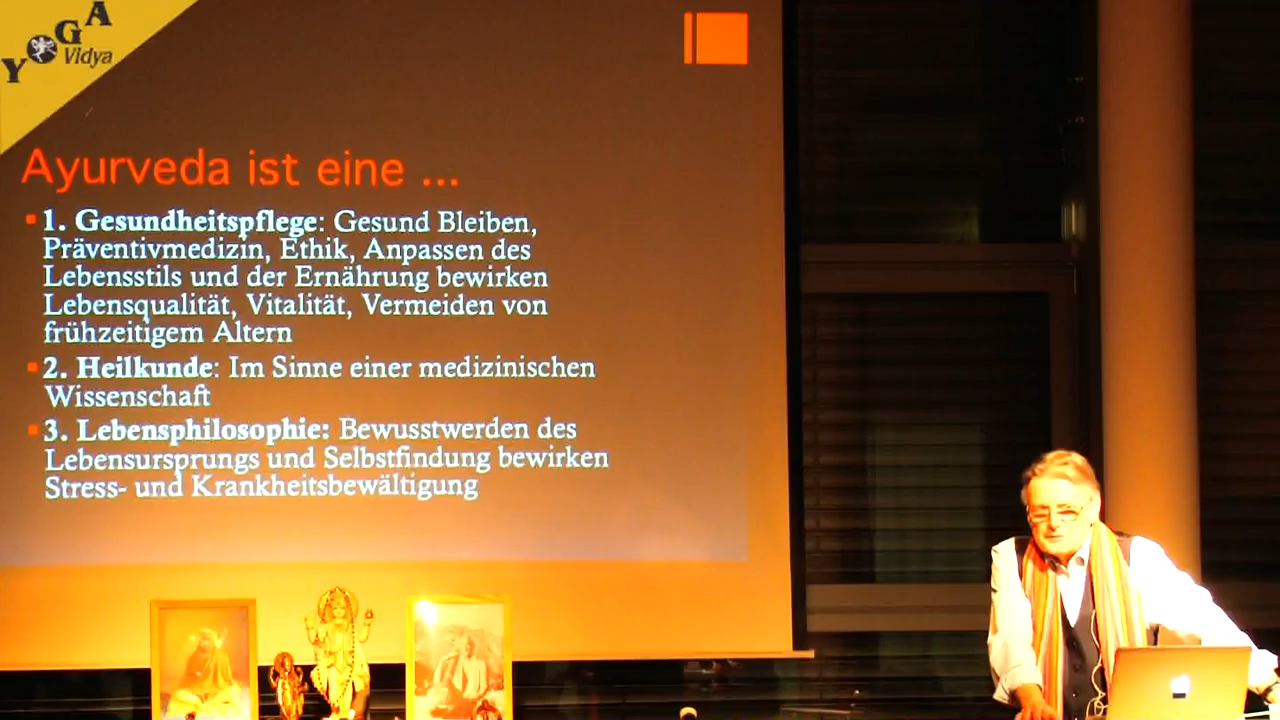 YOGA
Vidya
Ayurveda ist eine ...
1. Gesundheitspflege: Gesund Bleiben,
Präventivmedizin, Ethik, Anpassen des
Lebensstils und der Ernährung bewirken
Lebensqualität, Vitalität, Vermeiden von
frühzeitigem Altern
2. Heilkunde: Im Sinne einer medizinischen
Wissenschaft
3. Lebensphilosophie: Bewusstwerden des
Lebensursprungs und Selbstfindung bewirken
Stress- und Krankheitsbewältigung